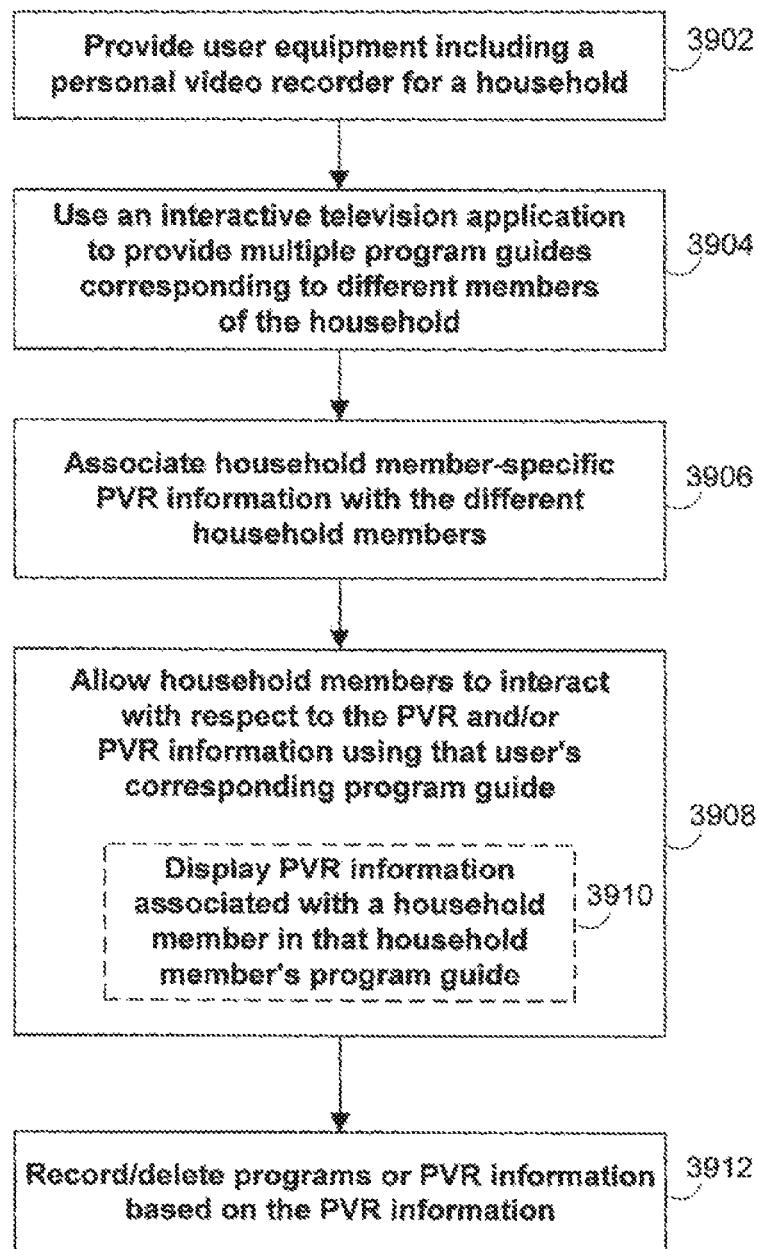 Provide user equipment including a
personal video recorder for a household
3902
Use an interactive television application
to provide multiple program guides
corresponding to different members
of the household
3904
Associate household member-specific
PVR information with the different
household members
3906
Allow household members to interact
with respect to the PVR and/or
PVR information using that user's
corresponding program guide
3908
Display PVR information
associated with a household
member in that household
member's program guide
3910
Record/delete programs or PVR information
based on the PVR information
3912